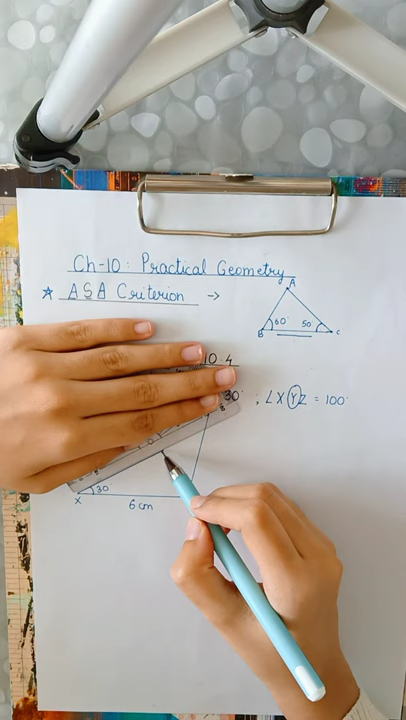 Ch-10: Practical Geometry
☆ ASA Criterion →
A
60° 50
B C
10.4
30° ; ∠XYZ = 100°
30
X
6 cm